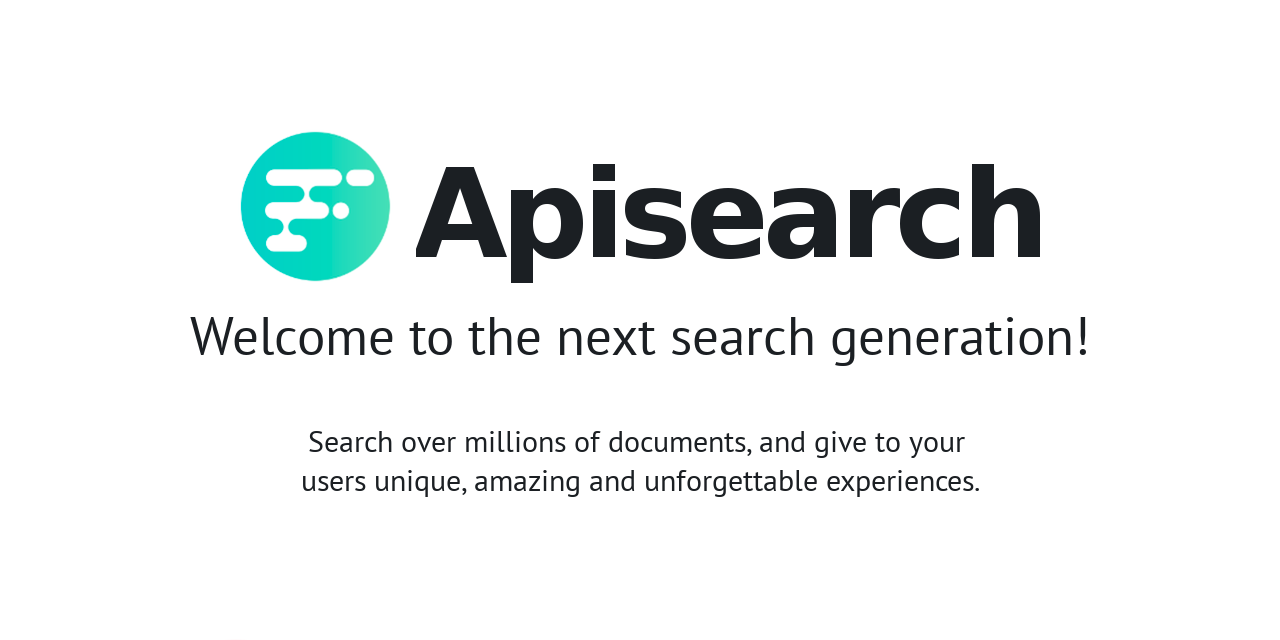 Apisearch
Welcome to the next search generation!
Search over millions of documents, and give to your
users unique, amazing and unforgettable experiences.